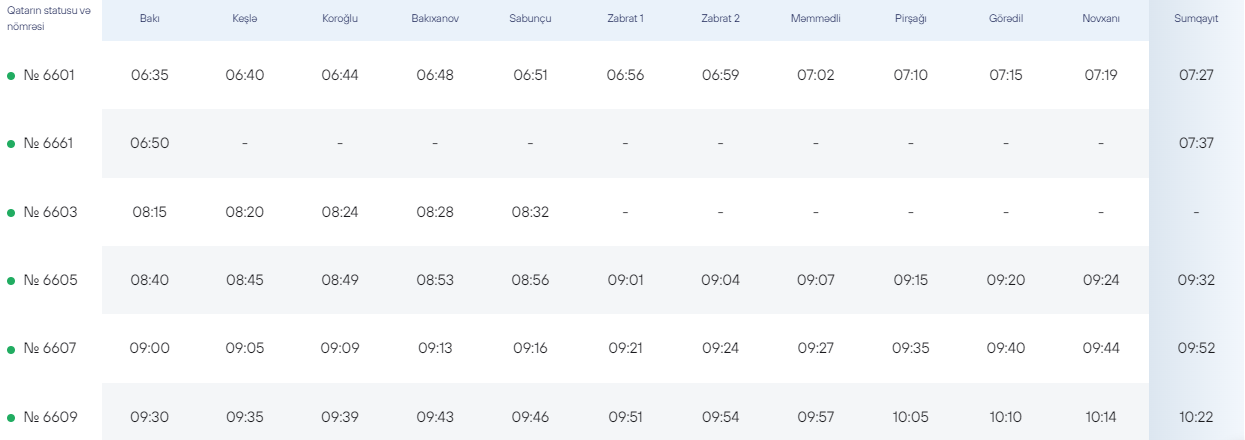 Qatarın statusu və nömrəsi Bakı Keşlə Koroğlu Bakıxanov Sabunçu Zabrat 1 Zabrat 2 Məmmədli Pirşağı Görədil Novxanı Sumqayıt
№ 6601 06:35 06:40 06:44 06:48 06:51 06:56 06:59 07:02 07:10 07:15 07:19 07:27
№ 6661 06:50 - - - - - - - - - - 07:37
№ 6603 08:15 08:20 08:24 08:28 08:32 - - - - - - -
№ 6605 08:40 08:45 08:49 08:53 08:56 09:01 09:04 09:07 09:15 09:20 09:24 09:32
№ 6607 09:00 09:05 09:09 09:13 09:16 09:21 09:24 09:27 09:35 09:40 09:44 09:52
№ 6609 09:30 09:35 09:39 09:43 09:46 09:51 09:54 09:57 10:05 10:10 10:14 10:22